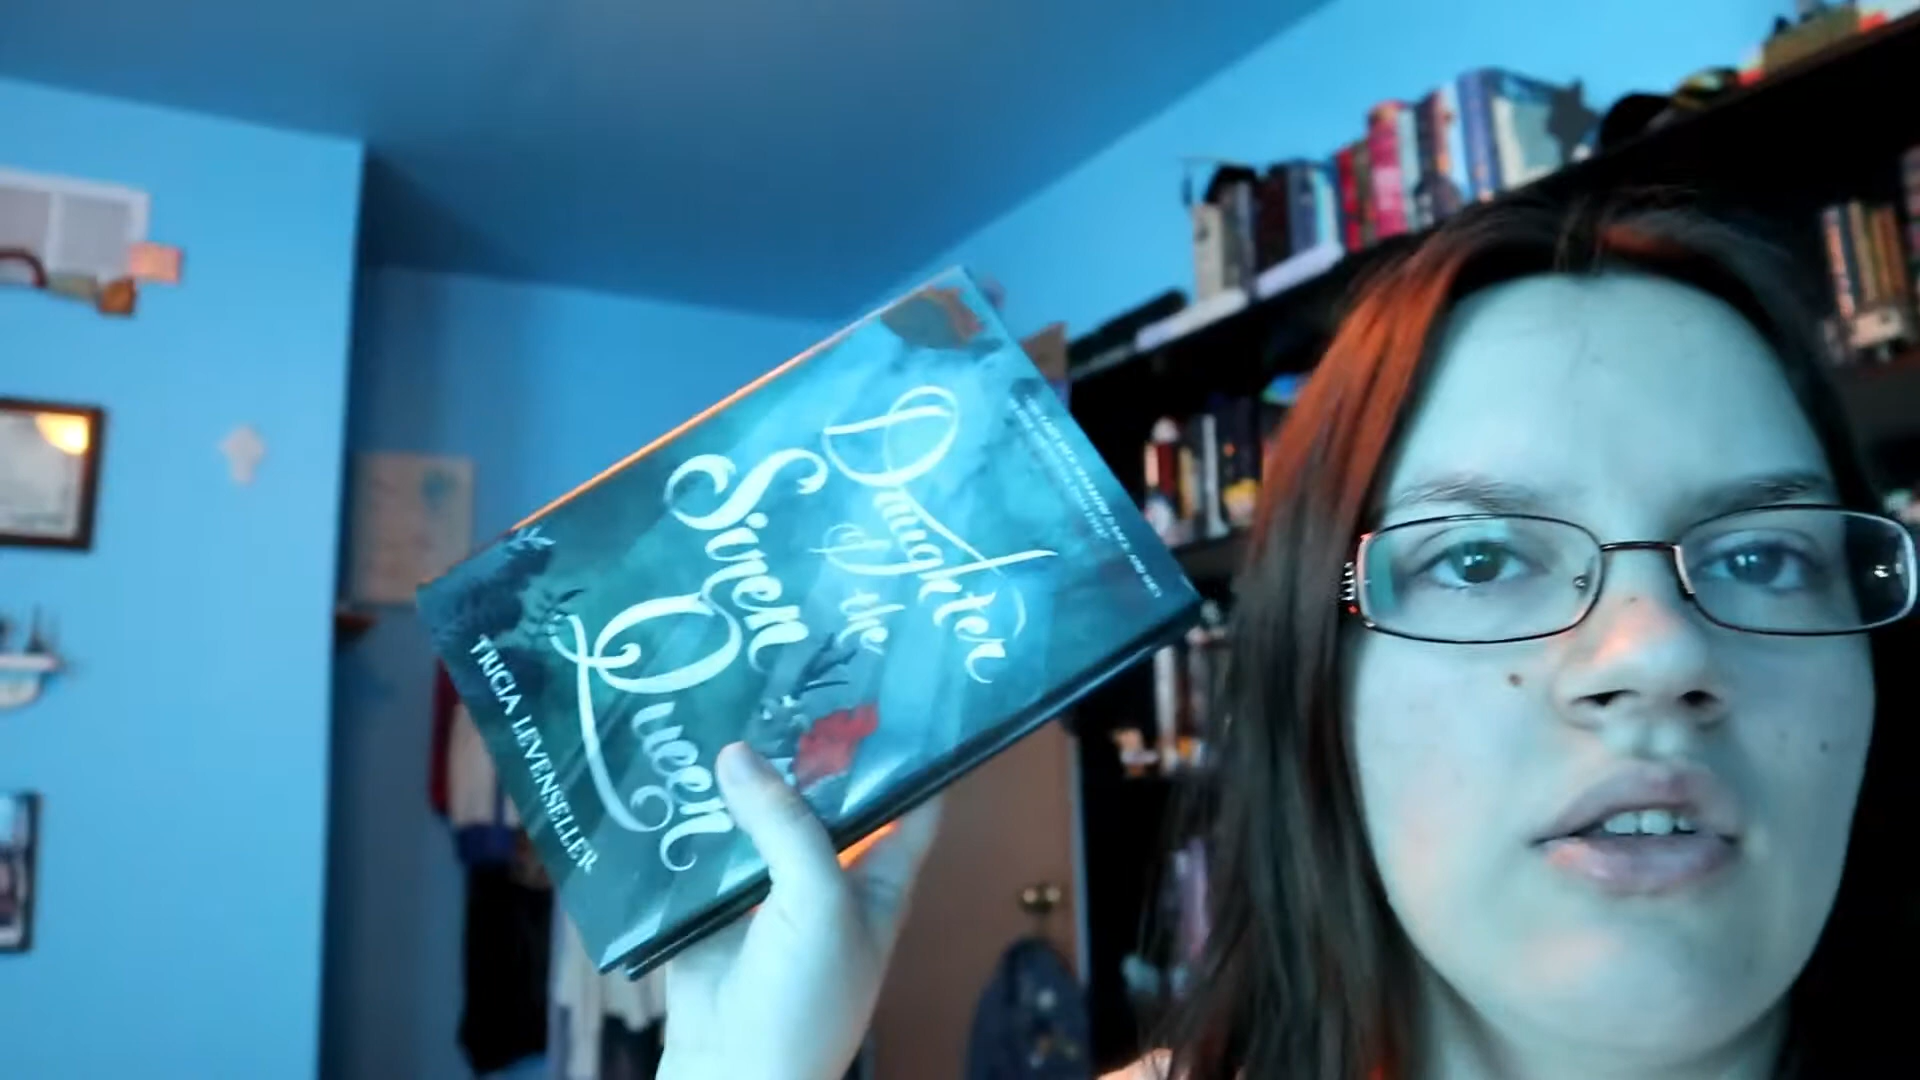 Daughter
of the
Siren
Queen
TRICIA LEVENSELLER